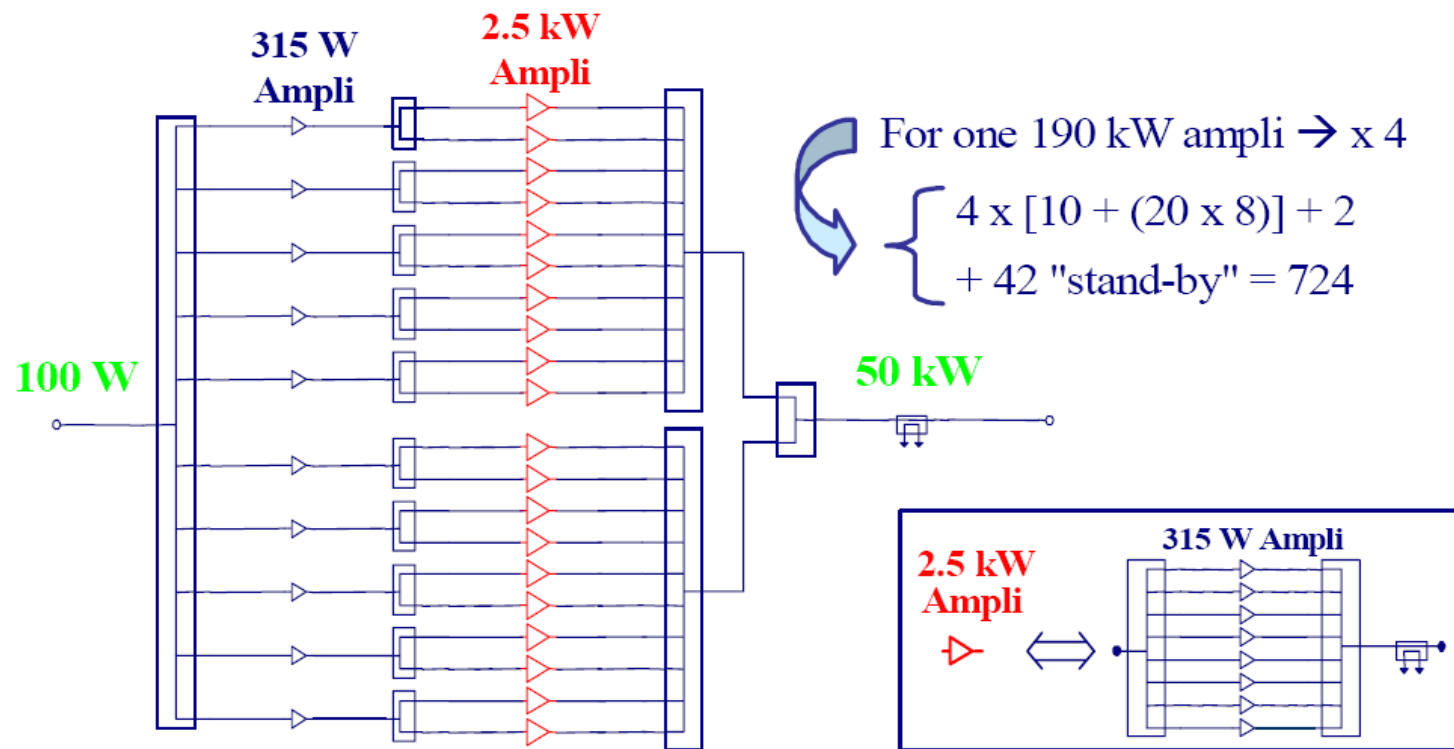 315 W
Ampli
2.5 kW
Ampli
For one 190 kW ampli → x 4
4 x [10 + (20 x 8)] + 2
+ 42 "stand-by" = 724
100 W
50 kW
315 W Ampli
2.5 kW
Ampli